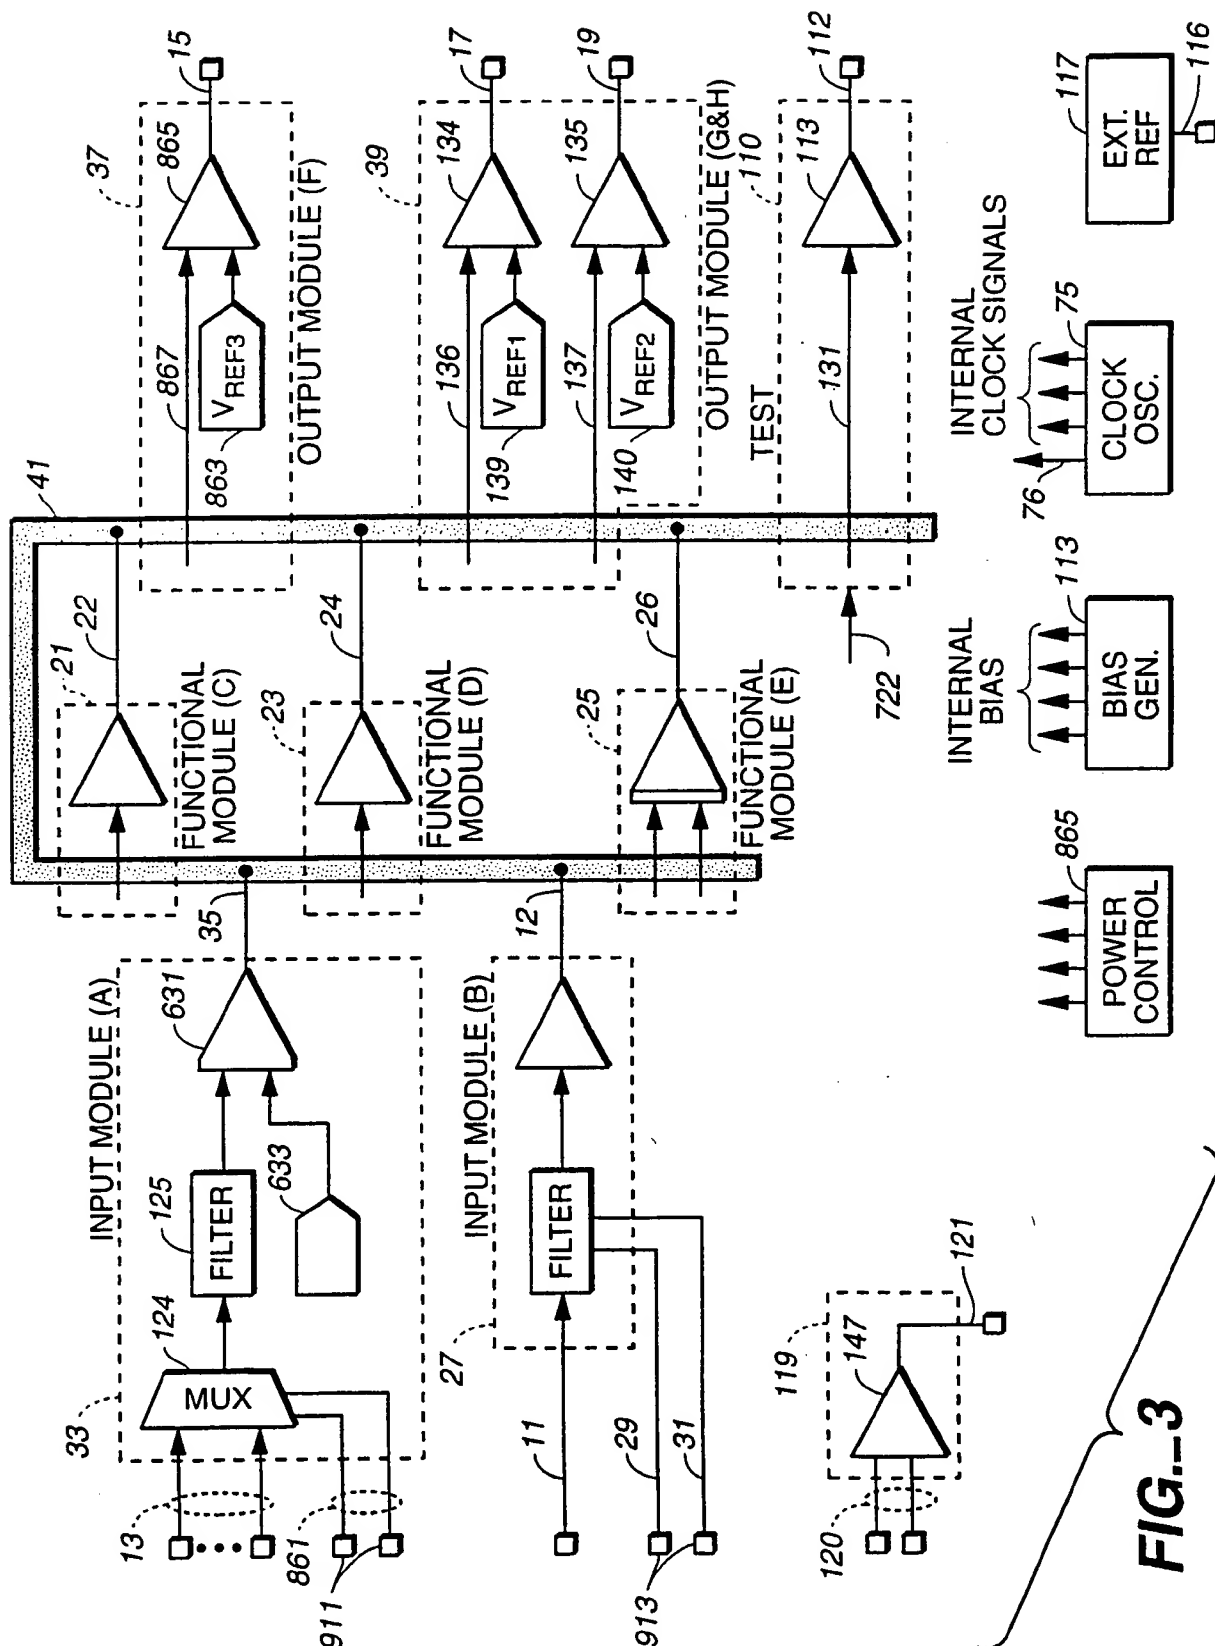 37
865
15
867
V REF3
863
OUTPUT MODULE (F)
39
134
17
136
V REF1
139
135
19
137
V REF2
140
OUTPUT MODULE (G&H)
110
TEST
113
112
131
722
41
21
22
FUNCTIONAL
MODULE (C)
23
24
FUNCTIONAL
MODULE (D)
25
26
FUNCTIONAL
MODULE (E)
INPUT MODULE (A)
33
13
124
MUX
125
FILTER
631
633
35
861
911
INPUT MODULE (B)
27
11
FILTER
12
29
31
913
119
147
120
121
865
POWER
CONTROL
INTERNAL
BIAS
113
BIAS
GEN.
INTERNAL
CLOCK SIGNALS
76
75
CLOCK
OSC.
117
EXT.
REF
116
FIG._3